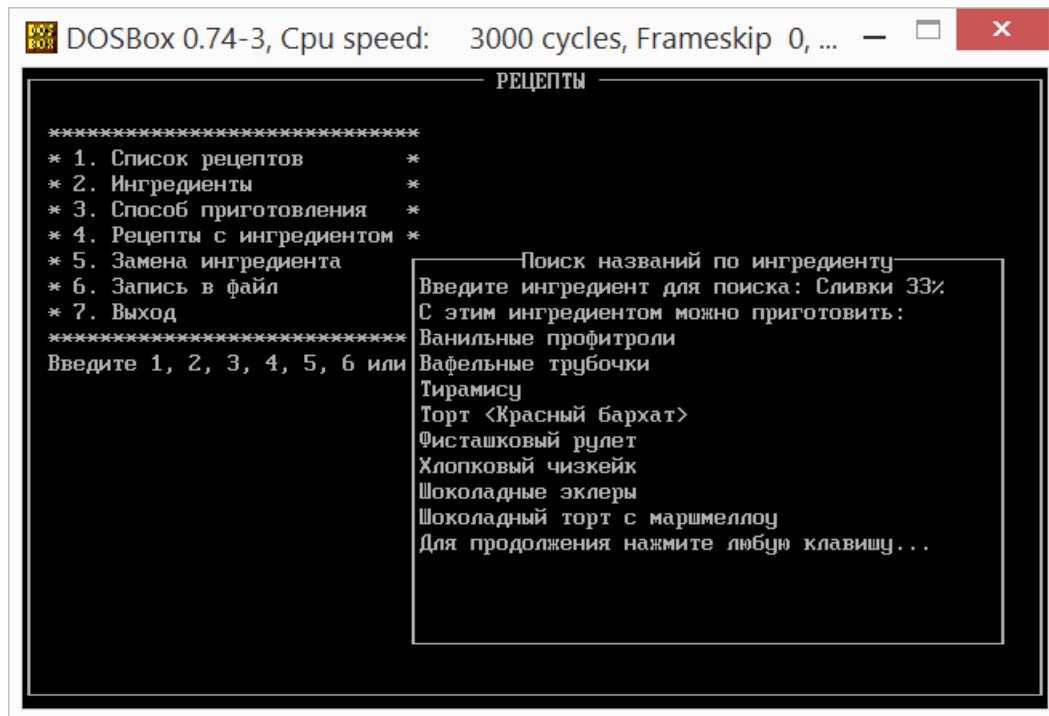 DOSBox 0.74-3, Cpu speed: 3000 cycles, Frameskip 0, ...
РЕЦЕПТЫ
*****************************
* 1. Список рецептов *
* 2. Ингредиенты *
* 3. Способ приготовления *
* 4. Рецепты с ингредиентом *
* 5. Замена ингредиента
* 6. Запись в файл
* 7. Выход
****************************
Введите 1, 2, 3, 4, 5, 6 или
Поиск названий по ингредиенту
Введите ингредиент для поиска: Сливки 33%
С этим ингредиентом можно приготовить:
Ванильные профитроли
Вафельные трубочки
Тирамису
Торт <Красный бархат>
Фисташковый рулет
Хлопковый чизкейк
Шоколадные эклеры
Шоколадный торт с маршмеллоу
Для продолжения нажмите любую клавишу...